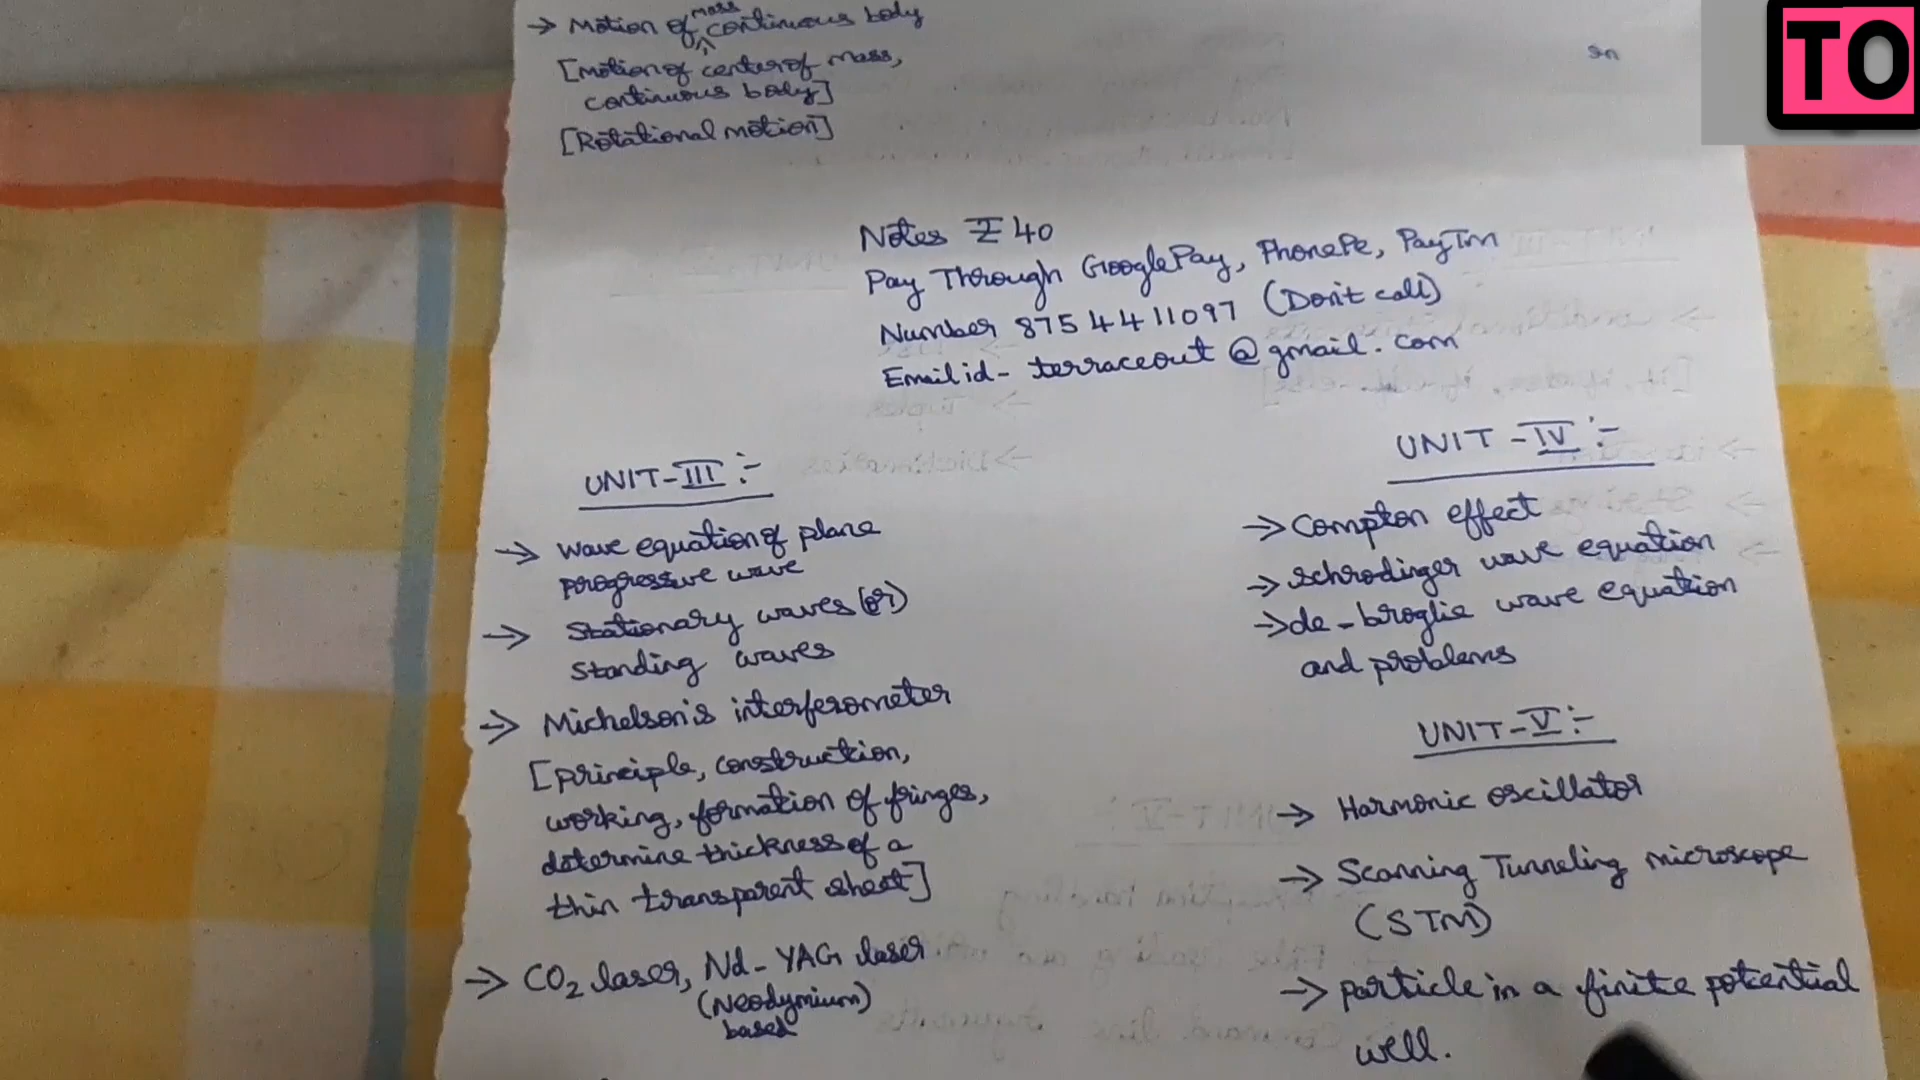 → Motion of mass continuous body
[Motion of center of mass,
continuous body]
[Rotational motion]
TO
Notes ₹ 40
Pay Through GooglePay, PhonePe, PayTm
Number 8754411097 (Don't call)
Email id - terraceout@gmail.com
UNIT-III :-
→ Wave equation of plane
progressive wave
→ Stationary waves (or)
standing waves
→ Michelson's interferometer
[principle, construction,
working, formation of fringes,
determine thickness of a
thin transparent sheet]
→ CO2 laser, Nd-YAG laser
(Neodymium)
based
UNIT-IV :-
→ Compton effect
→ schrodinger wave equation
→ de-broglie wave equation
and problems
UNIT-V :-
→ Harmonic oscillator
→ Scanning Tunneling microscope
(STM)
→ particle in a finite potential
well.